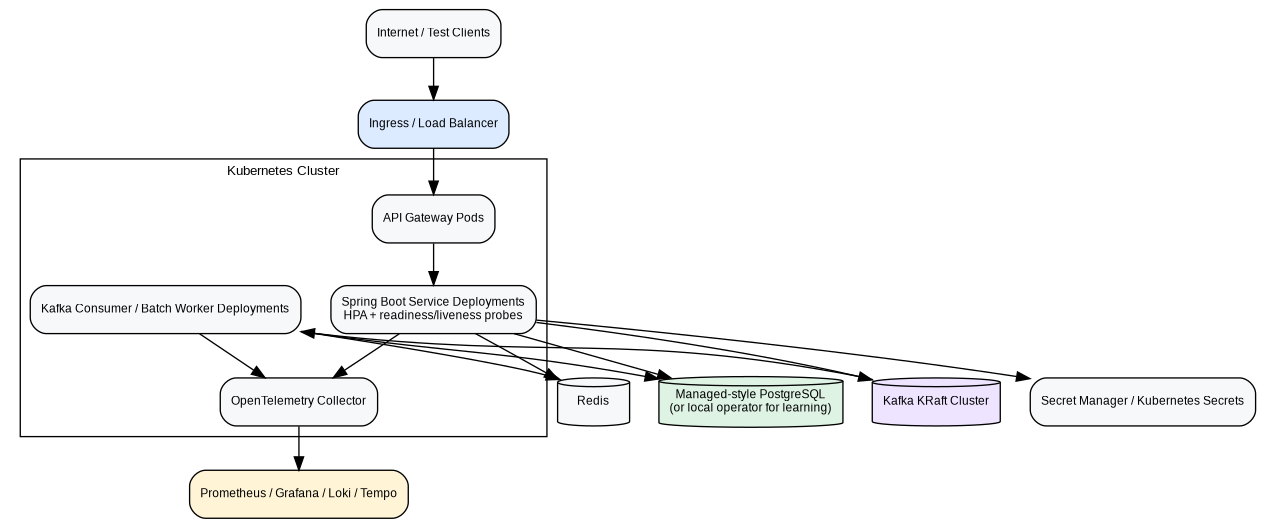 Internet / Test Clients
Ingress / Load Balancer
Kubernetes Cluster
API Gateway Pods
Kafka Consumer / Batch Worker Deployments
Spring Boot Service Deployments
HPA + readiness/liveness probes
OpenTelemetry Collector
Redis
Managed-style PostgreSQL
(or local operator for learning)
Kafka KRaft Cluster
Secret Manager / Kubernetes Secrets
Prometheus / Grafana / Loki / Tempo